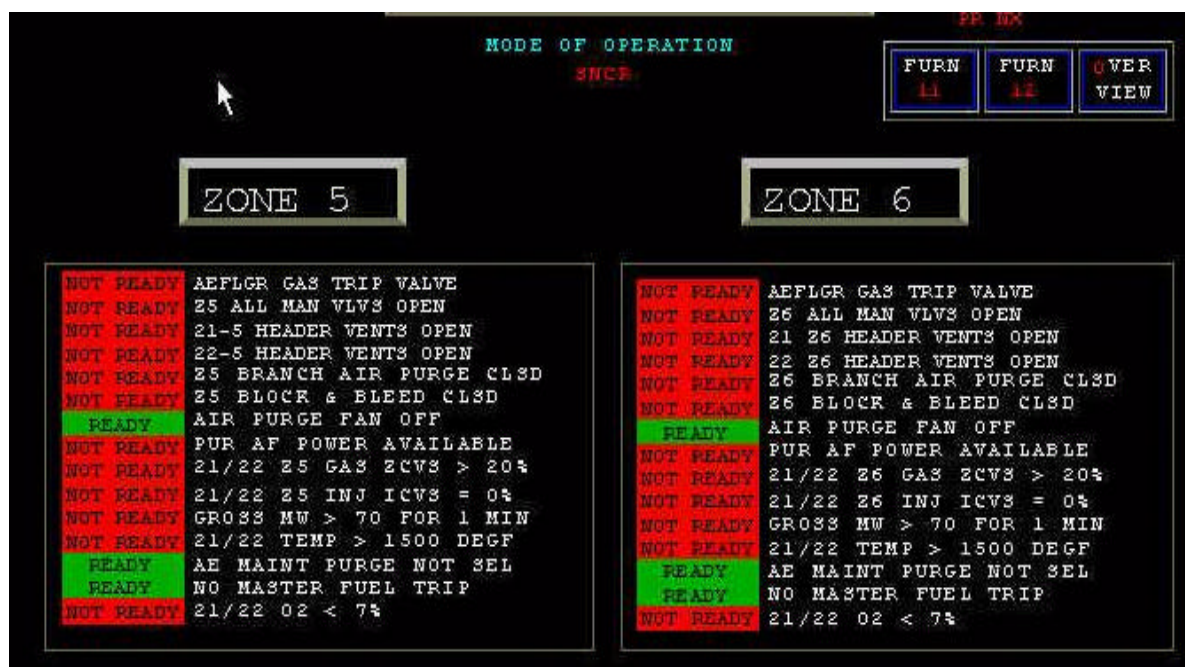 PR NX
MODE OF OPERATION
SNCR
FURN 11
FURN 12
OVER VIEW
ZONE 5
NOT READY AEFLGR GAS TRIP VALVE
NOT READY Z5 ALL MAN VLVS OPEN
NOT READY 21-5 HEADER VENTS OPEN
NOT READY 22-5 HEADER VENTS OPEN
NOT READY Z5 BRANCH AIR PURGE CLSD
NOT READY Z5 BLOCK & BLEED CLSD
READY AIR PURGE FAN OFF
NOT READY PUR AF POWER AVAILABLE
NOT READY 21/22 Z5 GAS ZCVS > 20%
NOT READY 21/22 Z5 INJ ICVS = 0%
NOT READY GROSS MW > 70 FOR 1 MIN
NOT READY 21/22 TEMP > 1500 DEGF
READY AE MAINT PURGE NOT SEL
READY NO MASTER FUEL TRIP
NOT READY 21/22 O2 < 7%
ZONE 6
NOT READY AEFLGR GAS TRIP VALVE
NOT READY Z6 ALL MAN VLVS OPEN
NOT READY 21 Z6 HEADER VENTS OPEN
NOT READY 22 Z6 HEADER VENTS OPEN
NOT READY Z6 BRANCH AIR PURGE CLSD
NOT READY Z6 BLOCK & BLEED CLSD
READY AIR PURGE FAN OFF
NOT READY PUR AF POWER AVAILABLE
NOT READY 21/22 Z6 GAS ZCVS > 20%
NOT READY 21/22 Z6 INJ ICVS = 0%
NOT READY GROSS MW > 70 FOR 1 MIN
NOT READY 21/22 TEMP > 1500 DEGF
READY AE MAINT PURGE NOT SEL
READY NO MASTER FUEL TRIP
NOT READY 21/22 O2 < 7%